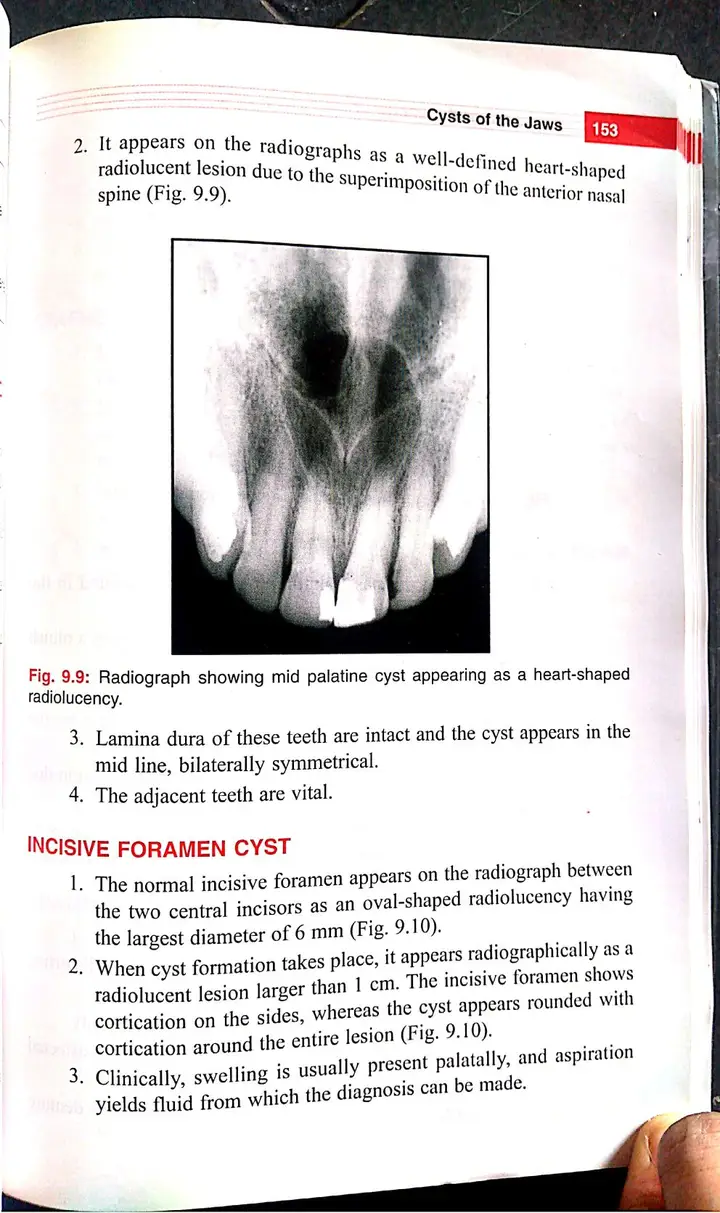 Cysts of the Jaws 153
2. It appears on the radiographs as a well-defined heart-shaped
radiolucent lesion due to the superimposition of the anterior nasal
spine (Fig. 9.9).
Fig. 9.9: Radiograph showing mid palatine cyst appearing as a heart-shaped
radiolucency.
3. Lamina dura of these teeth are intact and the cyst appears in the
mid line, bilaterally symmetrical.
4. The adjacent teeth are vital.
INCISIVE FORAMEN CYST
1. The normal incisive foramen appears on the radiograph between
the two central incisors as an oval-shaped radiolucency having
the largest diameter of 6 mm (Fig. 9.10).
2. When cyst formation takes place, it appears radiographically as a
radiolucent lesion larger than 1 cm. The incisive foramen shows
cortication on the sides, whereas the cyst appears rounded with
cortication around the entire lesion (Fig. 9.10).
3. Clinically, swelling is usually present palatally, and aspiration
yields fluid from which the diagnosis can be made.